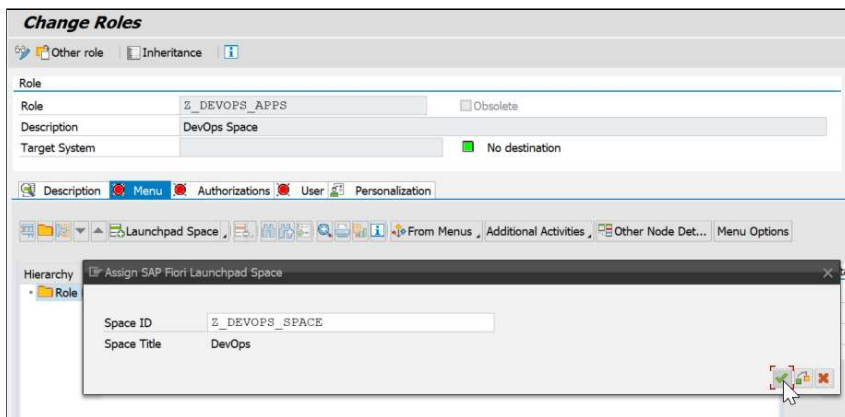 Change Roles
Other role Inheritance
Role
Role Z_DEVOPS_APPS Obsolete
Description DevOps Space
Target System No destination
Description Menu Authorizations User Personalization
Launchpad Space From Menus Additional Activities Other Node Det... Menu Options
Hierarchy
Assign SAP Fiori Launchpad Space
Role
Space ID Z_DEVOPS_SPACE
Space Title DevOps